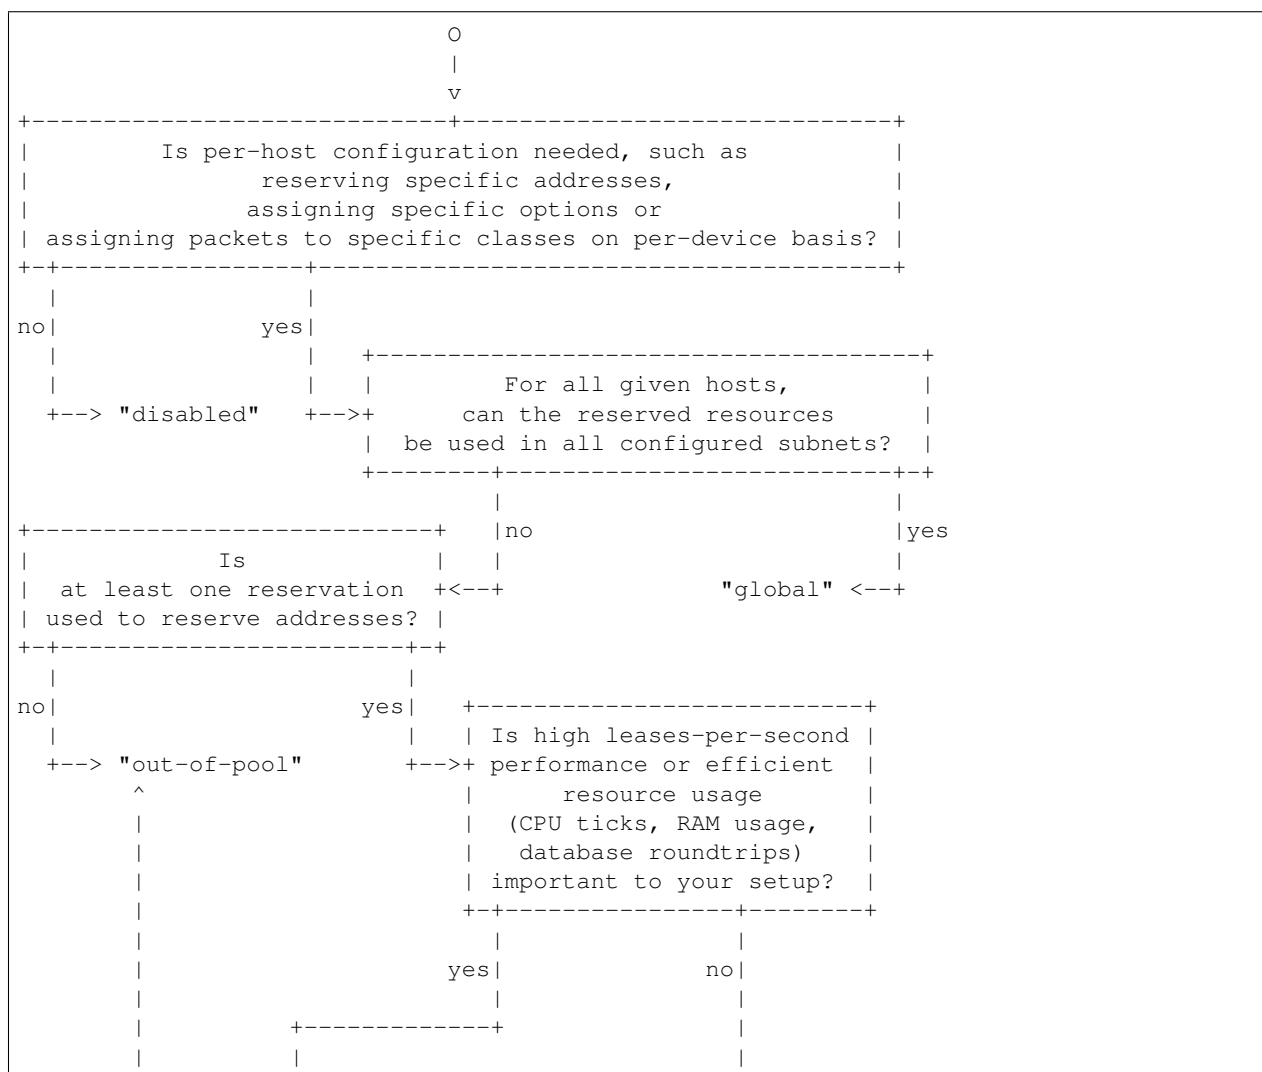 O
                              |
                              v
+-----------------------------+------------------------------+
|         Is per-host configuration needed, such as          |
|                reserving specific addresses,               |
|               assigning specific options or                |
| assigning packets to specific classes on per-device basis? |
+-+-----------------+----------------------------------------+
  |                 |
no|              yes|
  |                 |   +--------------------------------------+
  |                 |   |         For all given hosts,         |
  +--> "disabled"   +-->+      can the reserved resources      |
                        |  be used in all configured subnets?  |
                        +--------+---------------------------+-+
                                 |                           |
+----------------------------+   |no                         |yes
|             Is             |   |                           |
|  at least one reservation  +<--+               "global" <--+
| used to reserve addresses? |
+-+------------------------+-+
  |                        |
no|                     yes|   +---------------------------+
  |                        |   | Is high leases-per-second |
  +--> "out-of-pool"       +-->+ performance or efficient  |
        ^                      |      resource usage       |
        |                      |  (CPU ticks, RAM usage,   |
        |                      |   database roundtrips)    |
        |                      | important to your setup?  |
        |                      +-+----------------+--------+
        |                        |                |
        |                     yes|              no|
        |                        |                |
        |          +-------------+                |
        |          |                              |